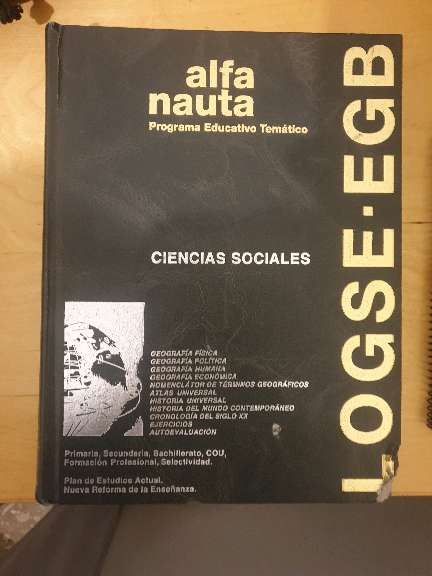 alfa
nauta
Programa Educativo Temático
LOGSE·EGB
CIENCIAS SOCIALES
GEOGRAFÍA FÍSICA
GEOGRAFÍA POLÍTICA
GEOGRAFÍA HUMANA
GEOGRAFÍA ECONÓMICA
NOMENCLÁTOR DE TÉRMINOS GEOGRÁFICOS
ATLAS UNIVERSAL
HISTORIA UNIVERSAL
HISTORIA DEL MUNDO CONTEMPORÁNEO
CRONOLOGÍA DEL SIGLO XX
EJERCICIOS
AUTOEVALUACIÓN
Primaria, Secundaria, Bachillerato, COU,
Formación Profesional, Selectividad.
Plan de Estudios Actual.
Nueva Reforma de la Enseñanza.